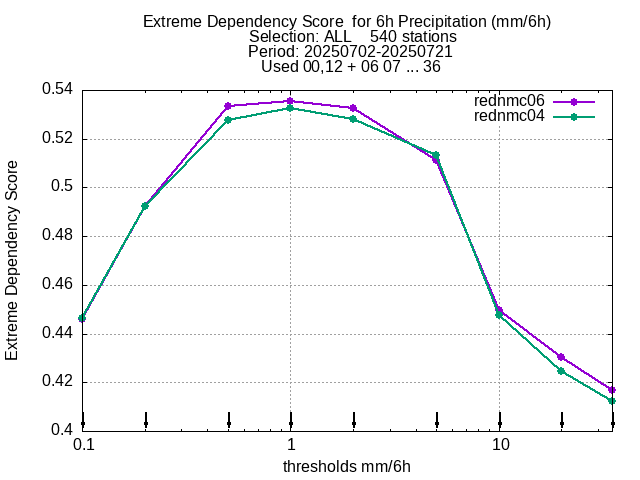 Extreme Dependency Score  for 6h Precipitation (mm/6h)
Selection: ALL    540 stations
Period: 20250702-20250721
Used 00,12 + 06 07 ... 36
rednmc06
rednmc04
Extreme Dependency Score
0.54
0.52
0.5
0.48
0.46
0.44
0.42
0.4
0.1 1 10
thresholds mm/6h